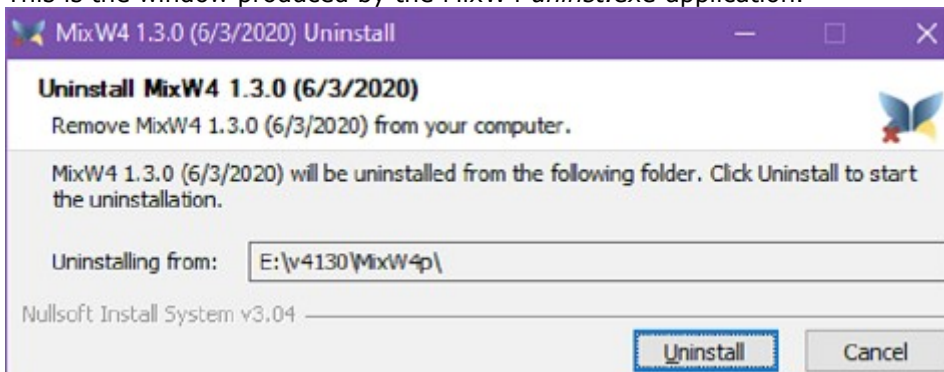 This is the window produced by the MixW4 uninst.exe application.
MixW4 1.3.0 (6/3/2020) Uninstall
Uninstall MixW4 1.3.0 (6/3/2020)
Remove MixW4 1.3.0 (6/3/2020) from your computer.
MixW4 1.3.0 (6/3/2020) will be uninstalled from the following folder. Click Uninstall to start
the uninstallation.
Uninstalling from: E:\v4130\MixW4p\
Nullsoft Install System v3.04
Uninstall Cancel